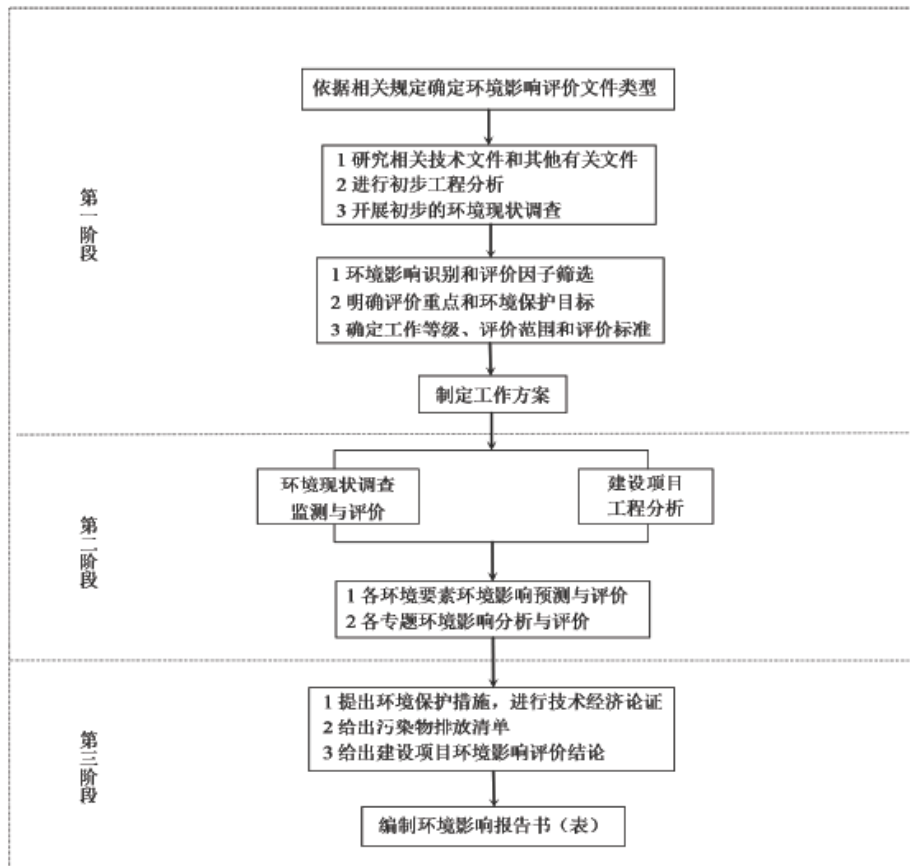 依据相关规定确定环境影响评价文件类型
1 研究相关技术文件和其他有关文件
2 进行初步工程分析
3 开展初步的环境现状调查
第一阶段
1 环境影响识别和评价因子筛选
2 明确评价重点和环境保护目标
3 确定工作等级、评价范围和评价标准
制定工作方案
第二阶段
环境现状调查
监测与评价
建设项目
工程分析
1 各环境要素环境影响预测与评价
2 各专题环境影响分析与评价
第三阶段
1 提出环境保护措施，进行技术经济论证
2 给出污染物排放清单
3 给出建设项目环境影响评价结论
编制环境影响报告书（表）